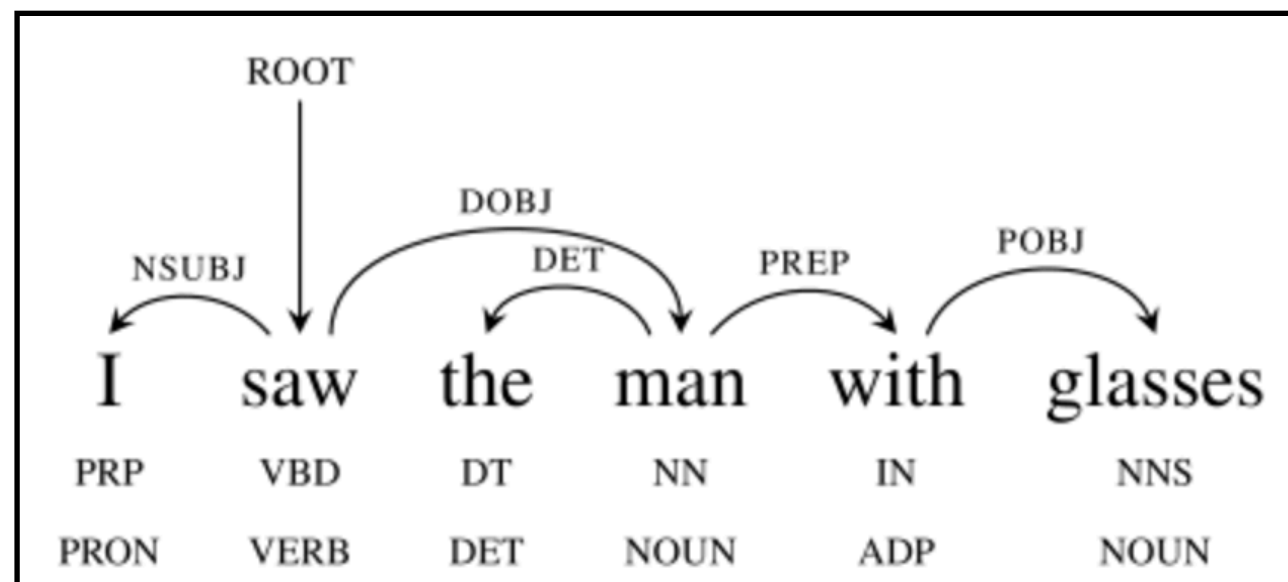 ROOT
DOBJ
POBJ
NSUBJ DET PREP
I saw the man with glasses
PRP VBD DT NN IN NNS
PRON VERB DET NOUN ADP NOUN